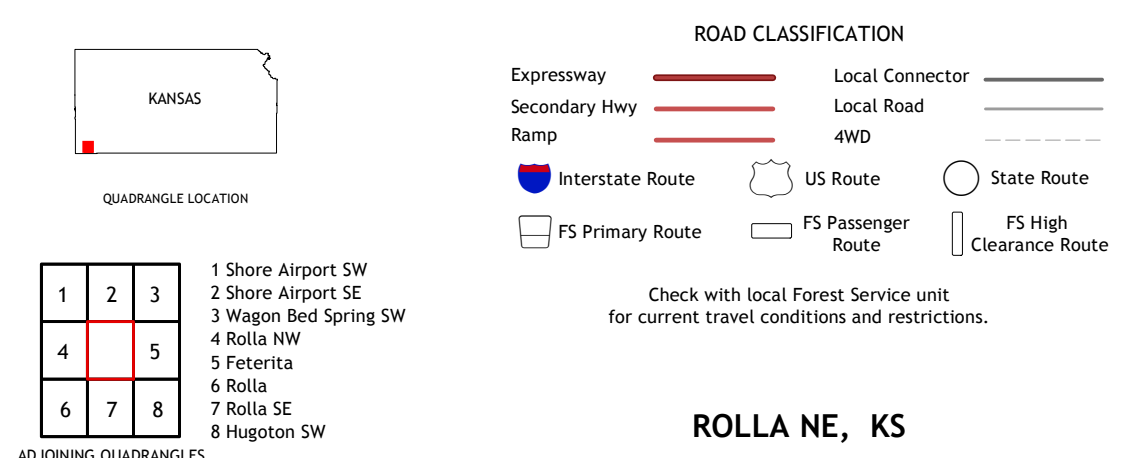 KANSAS
QUADRANGLE LOCATION
1
2
3
4
5
6
7
8
ADJOINING QUADRANGLES
1 Shore Airport SW
2 Shore Airport SE
3 Wagon Bed Spring SW
4 Rolla NW
5 Feterita
6 Rolla
7 Rolla SE
8 Hugoton SW
ROAD CLASSIFICATION
Expressway
Secondary Hwy
Ramp
Local Connector
Local Road
4WD
Interstate Route
US Route
State Route
FS Primary Route
FS Passenger
Route
FS High
Clearance Route
Check with local Forest Service unit
for current travel conditions and restrictions.
ROLLA NE, KS